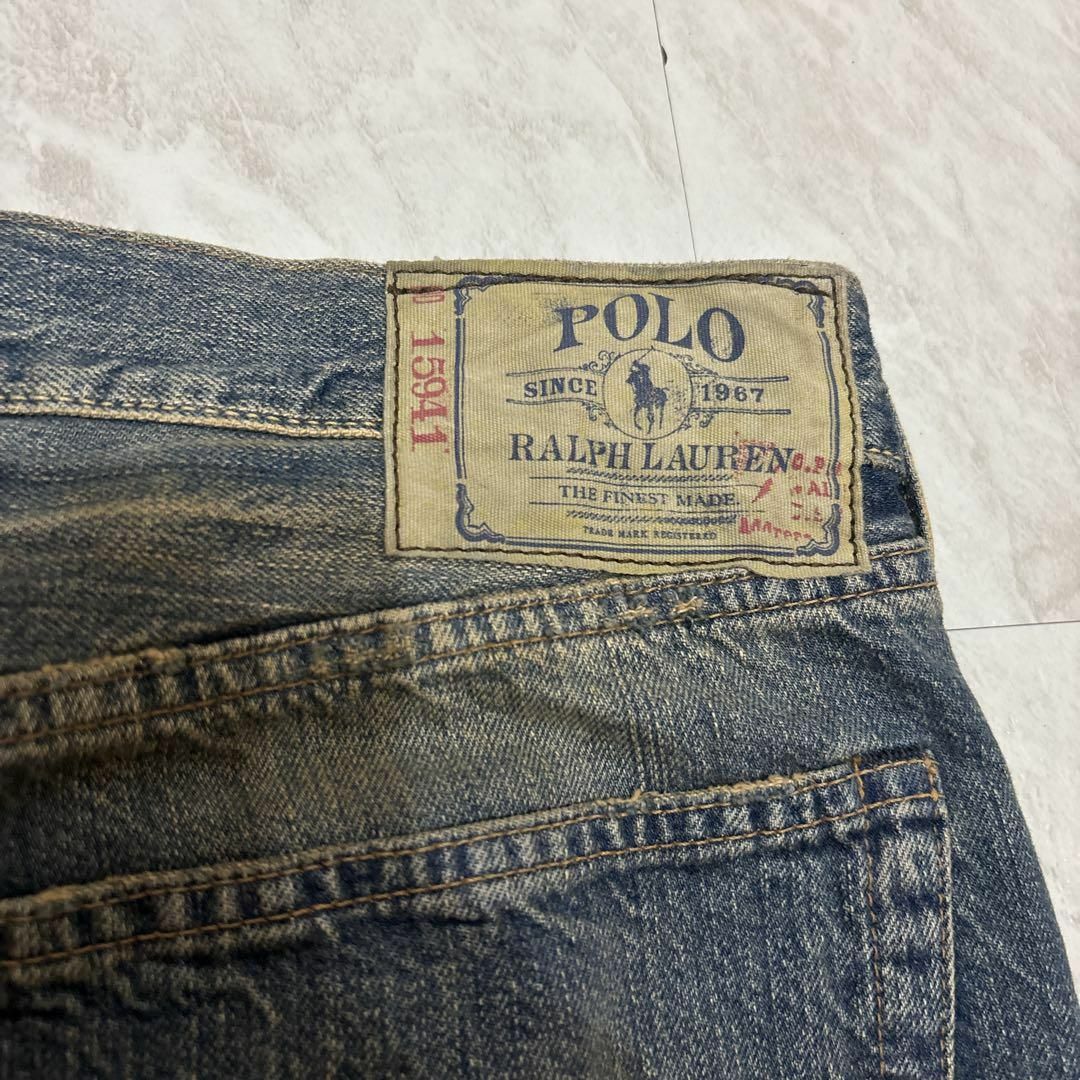 POLO
SINCE 1967
RALPH LAUREN
THE FINEST MADE.
TRADE MARK REGISTERED
15941